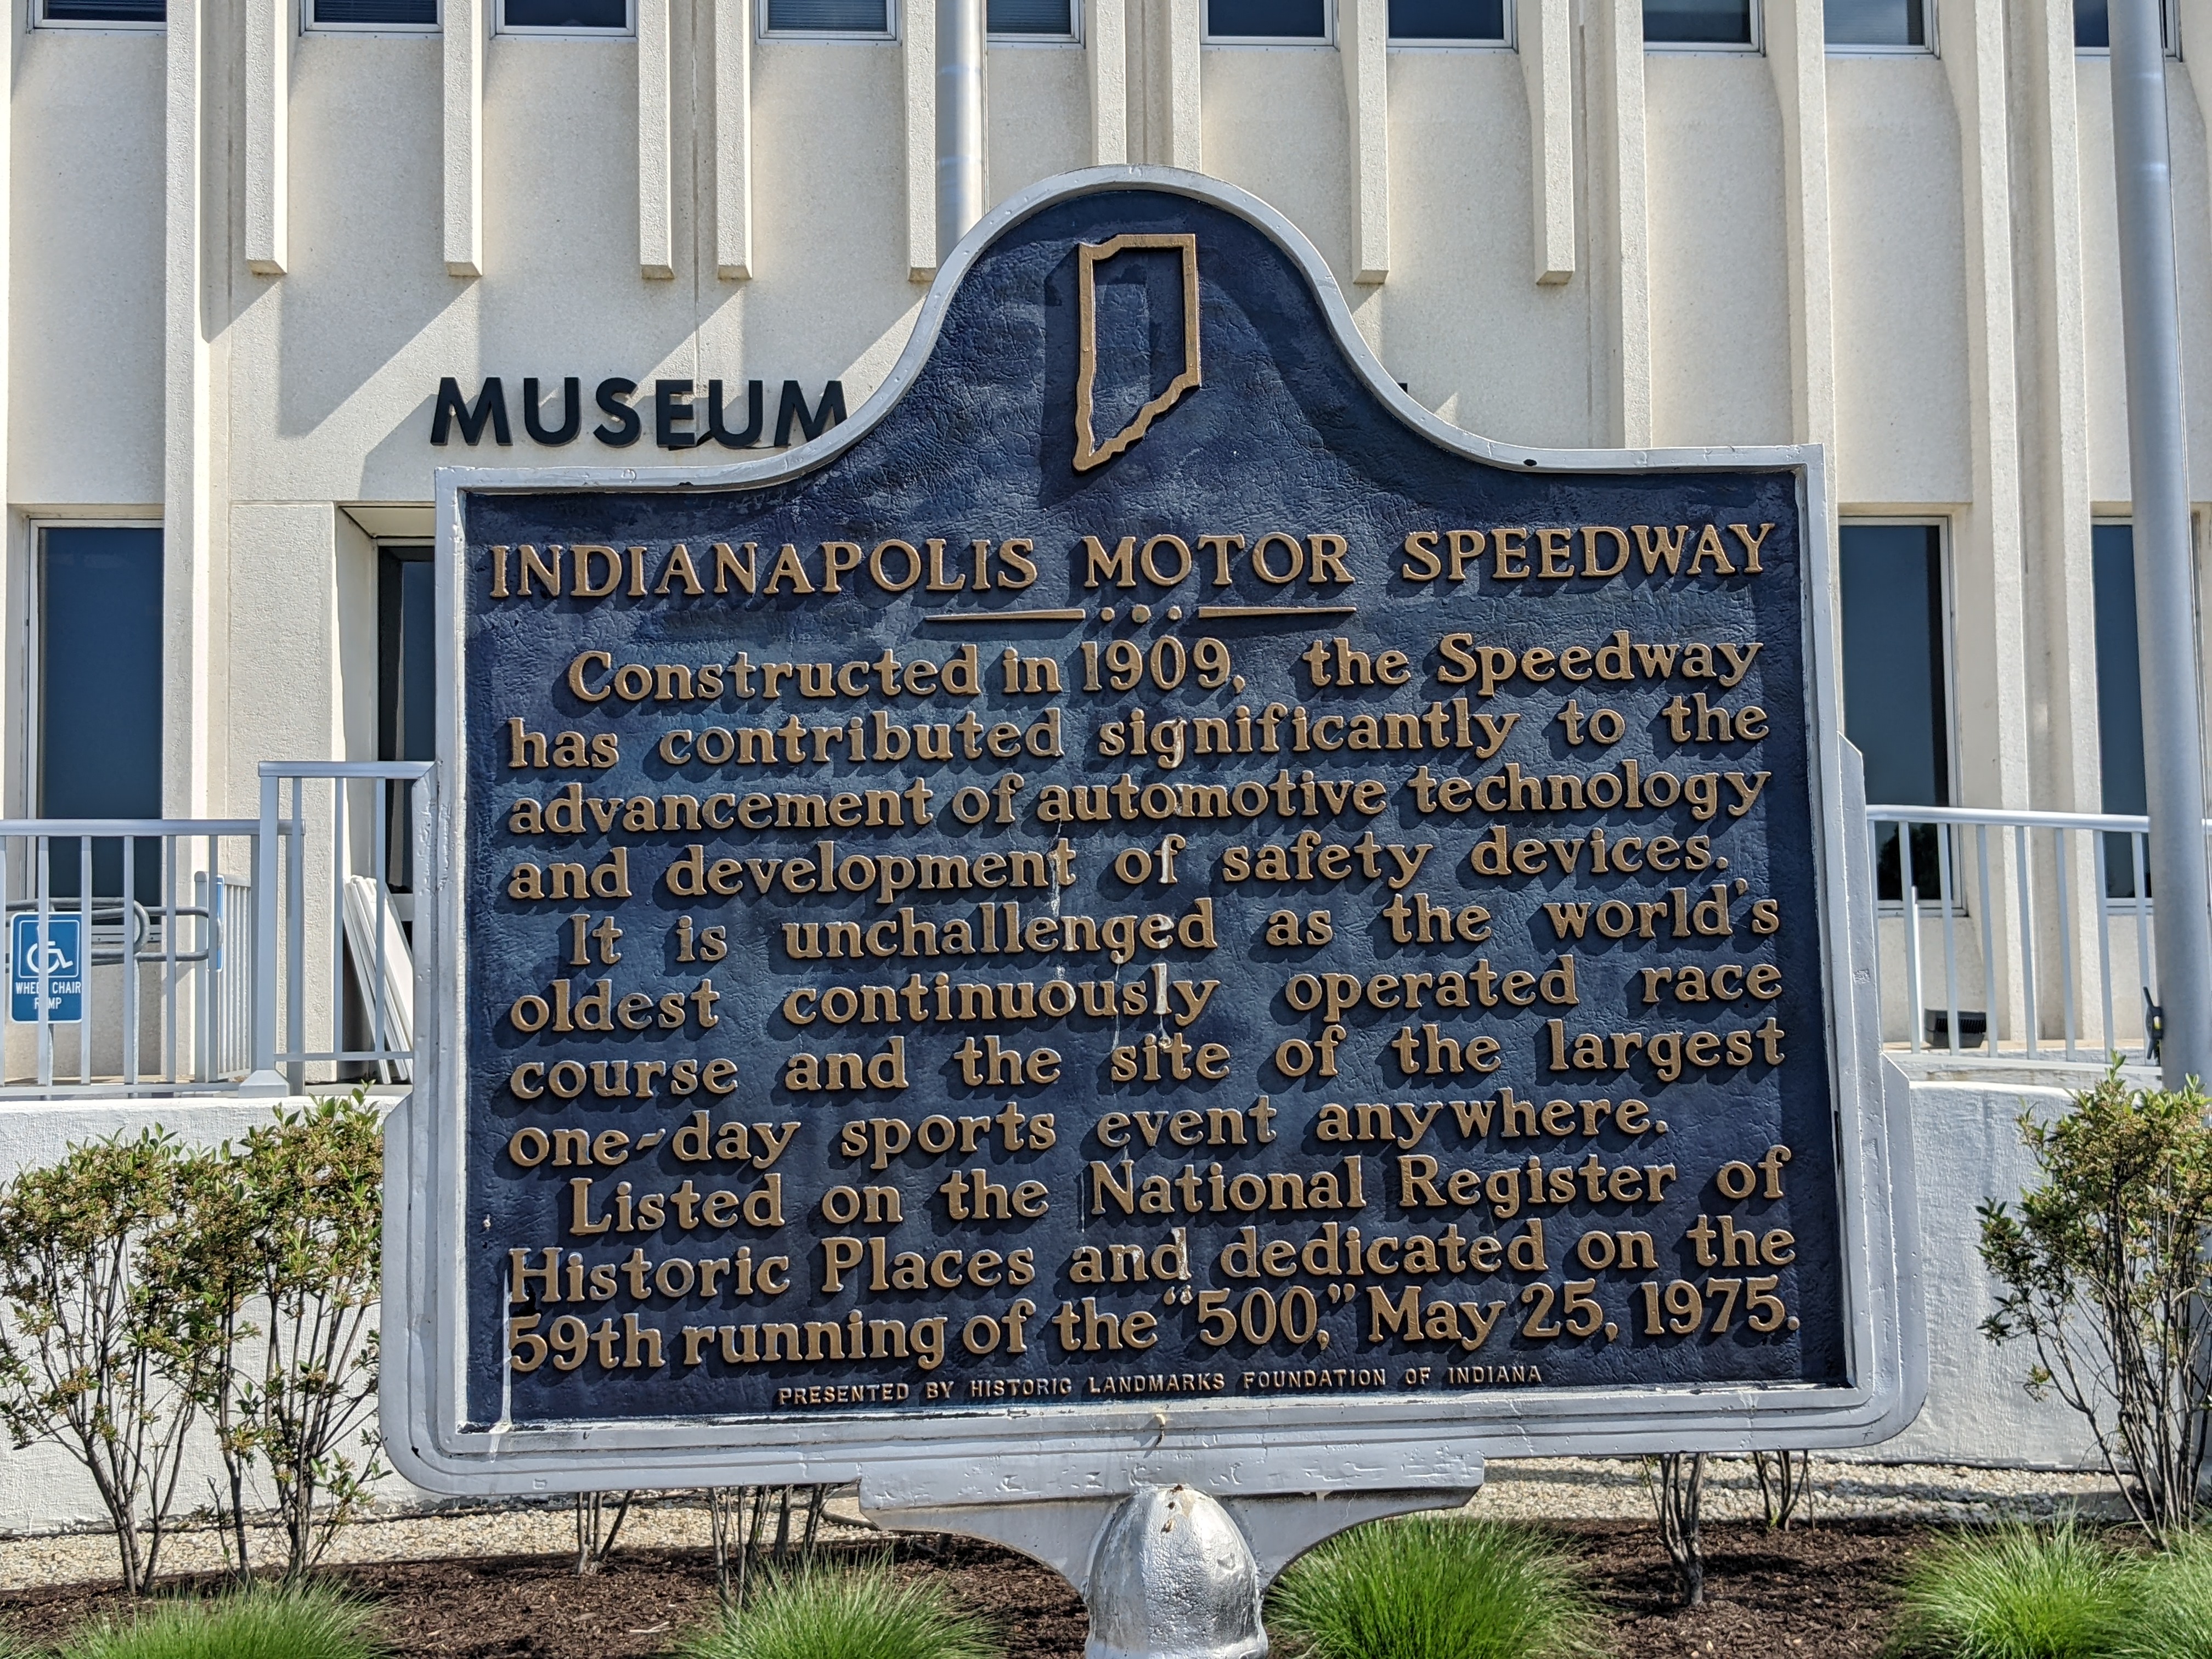 MUSEUM
INDIANAPOLIS MOTOR SPEEDWAY
Constructed in 1909, the Speedway
has contributed significantly to the
advancement of automotive technology
and development of safety devices.
It is unchallenged as the world's
oldest continuously operated race
course and the site of the largest
one-day sports event anywhere.
Listed on the National Register of
Historic Places and dedicated on the
59th running of the "500," May 25, 1975.
PRESENTED BY HISTORIC LANDMARKS FOUNDATION OF INDIANA
WHEEL CHAIR
RAMP